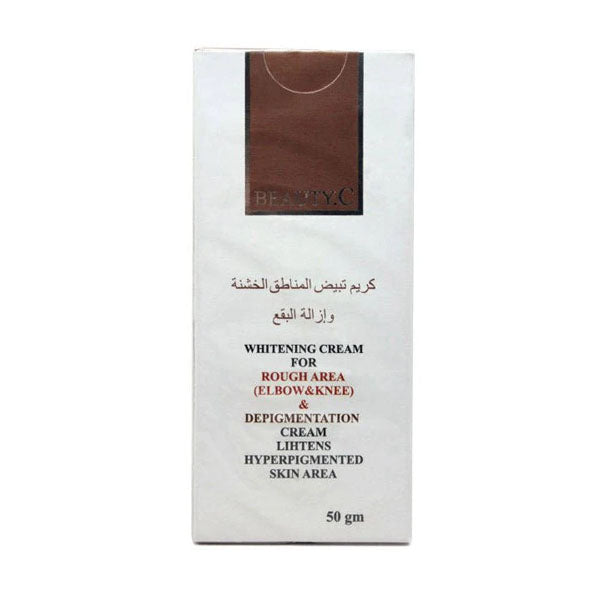 BEAUTY.C
كريم تبيض المناطق الخشنة
وإزالة البقع
WHITENING CREAM
FOR
ROUGH AREA
(ELBOW&KNEE)
&
DEPIGMENTATION
CREAM
LIHTENS
HYPERPIGMENTED
SKIN AREA
50 gm